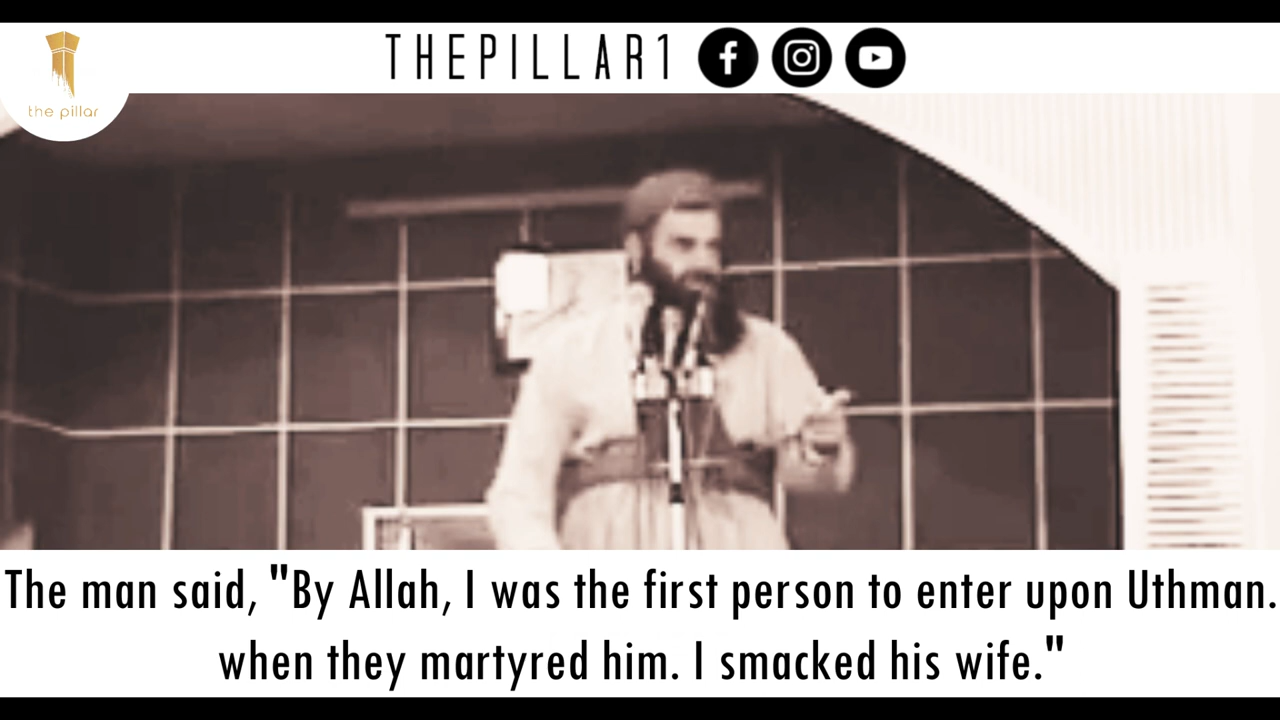 THEPILLAR1
the pillar
The man said, "By Allah, I was the first person to enter upon Uthman.
when they martyred him. I smacked his wife."